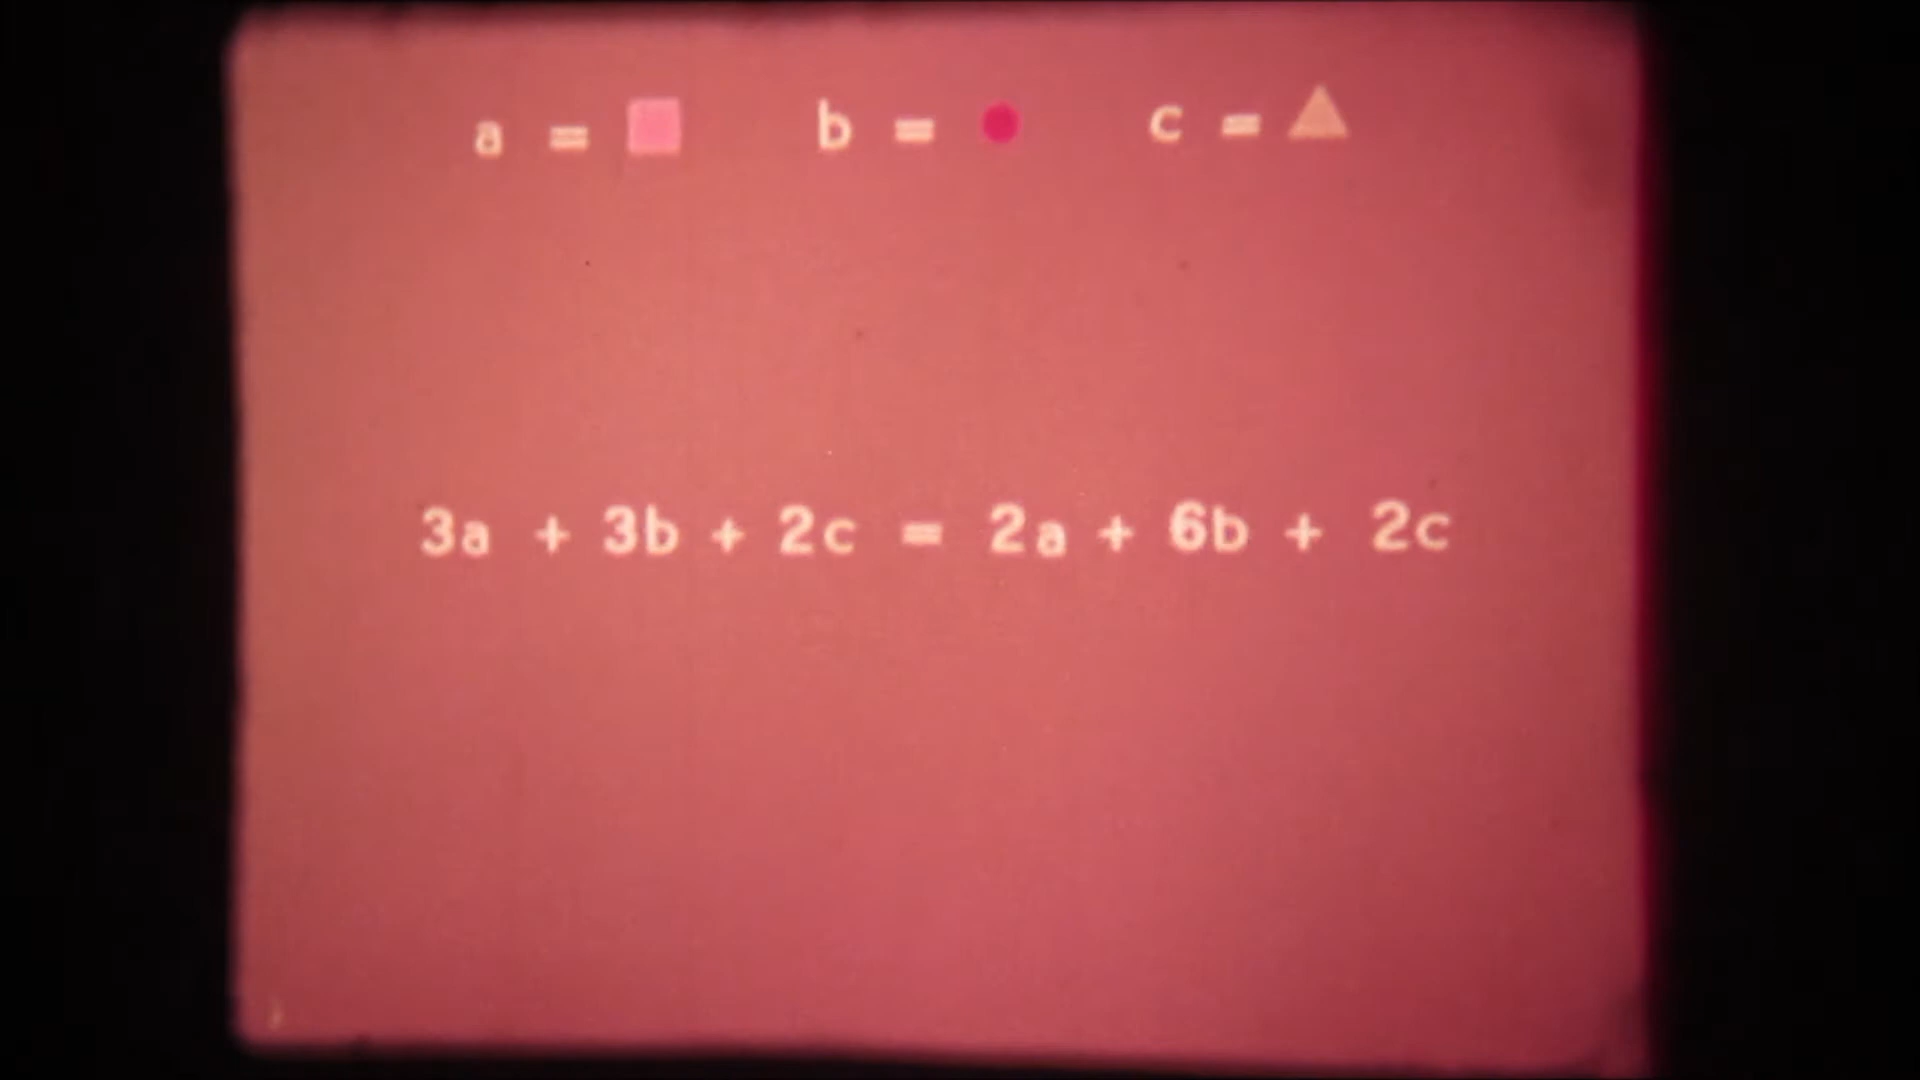 a = b = c =
3a + 3b + 2c = 2a + 6b + 2c